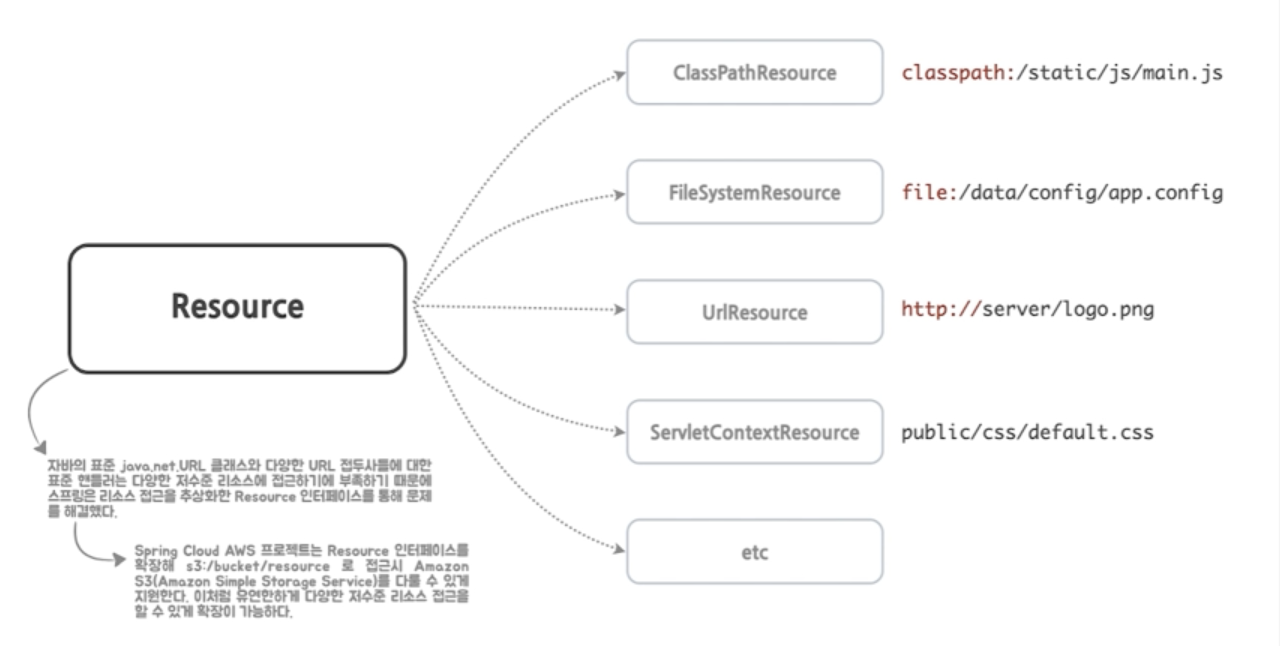 ClassPathResource
classpath:/static/js/main.js
FileSystemResource
file:/data/config/app.config
Resource
UrlResource
http://server/logo.png
ServletContextResource
public/css/default.css
etc
자바의 표준 java.net.URL 클래스와 다양한 URL 접두사들에 대한
표준 핸들러는 다양한 저수준 리소스에 접근하기에 부족하기 때문에
스프링은 리소스 접근을 추상화한 Resource 인터페이스를 통해 문제
를 해결했다.
Spring Cloud AWS 프로젝트는 Resource 인터페이스를
확장해 s3:/bucket/resource 로 접근시 Amazon
S3(Amazon Simple Storage Service)를 다룰 수 있게
지원한다. 이처럼 유연한하게 다양한 저수준 리소스 접근을
할 수 있게 확장이 가능하다.